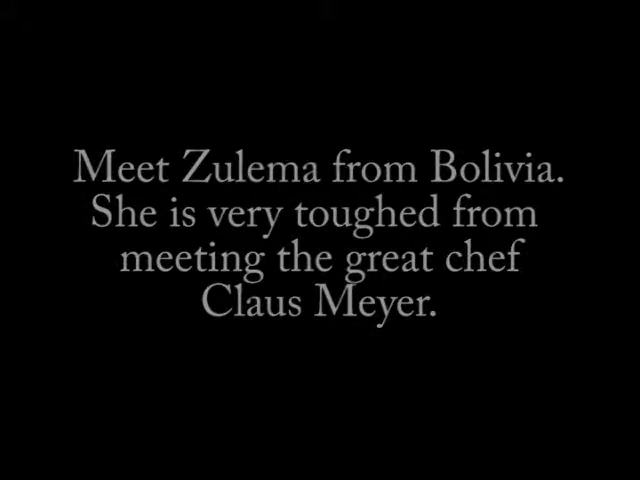 Meet Zulema from Bolivia.
She is very toughed from
meeting the great chef
Claus Meyer.